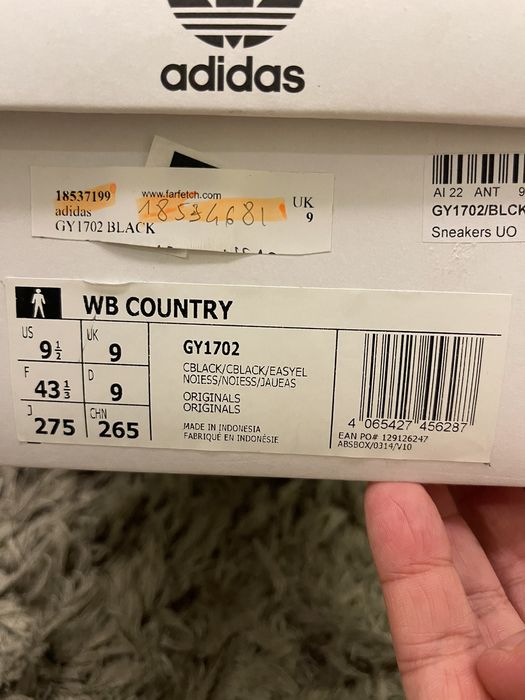 adidas
18537199
www.farfetch.com
adidas
18534681
UK
9
GY1702 BLACK
AI 22 ANT 9
GY1702/BLCK
Sneakers UO
WB COUNTRY
US
9½
UK
9
F
43⅓
D
9
J
275
CHN
265
GY1702
CBLACK/CBLACK/EASYEL
NOIESS/NOIESS/JAUEAS
ORIGINALS
ORIGINALS
MADE IN INDONESIA
FABRIQUÉ EN INDONÉSIE
4 065427 456287
EAN PO# 129126247
ABSBOX/0314/V10